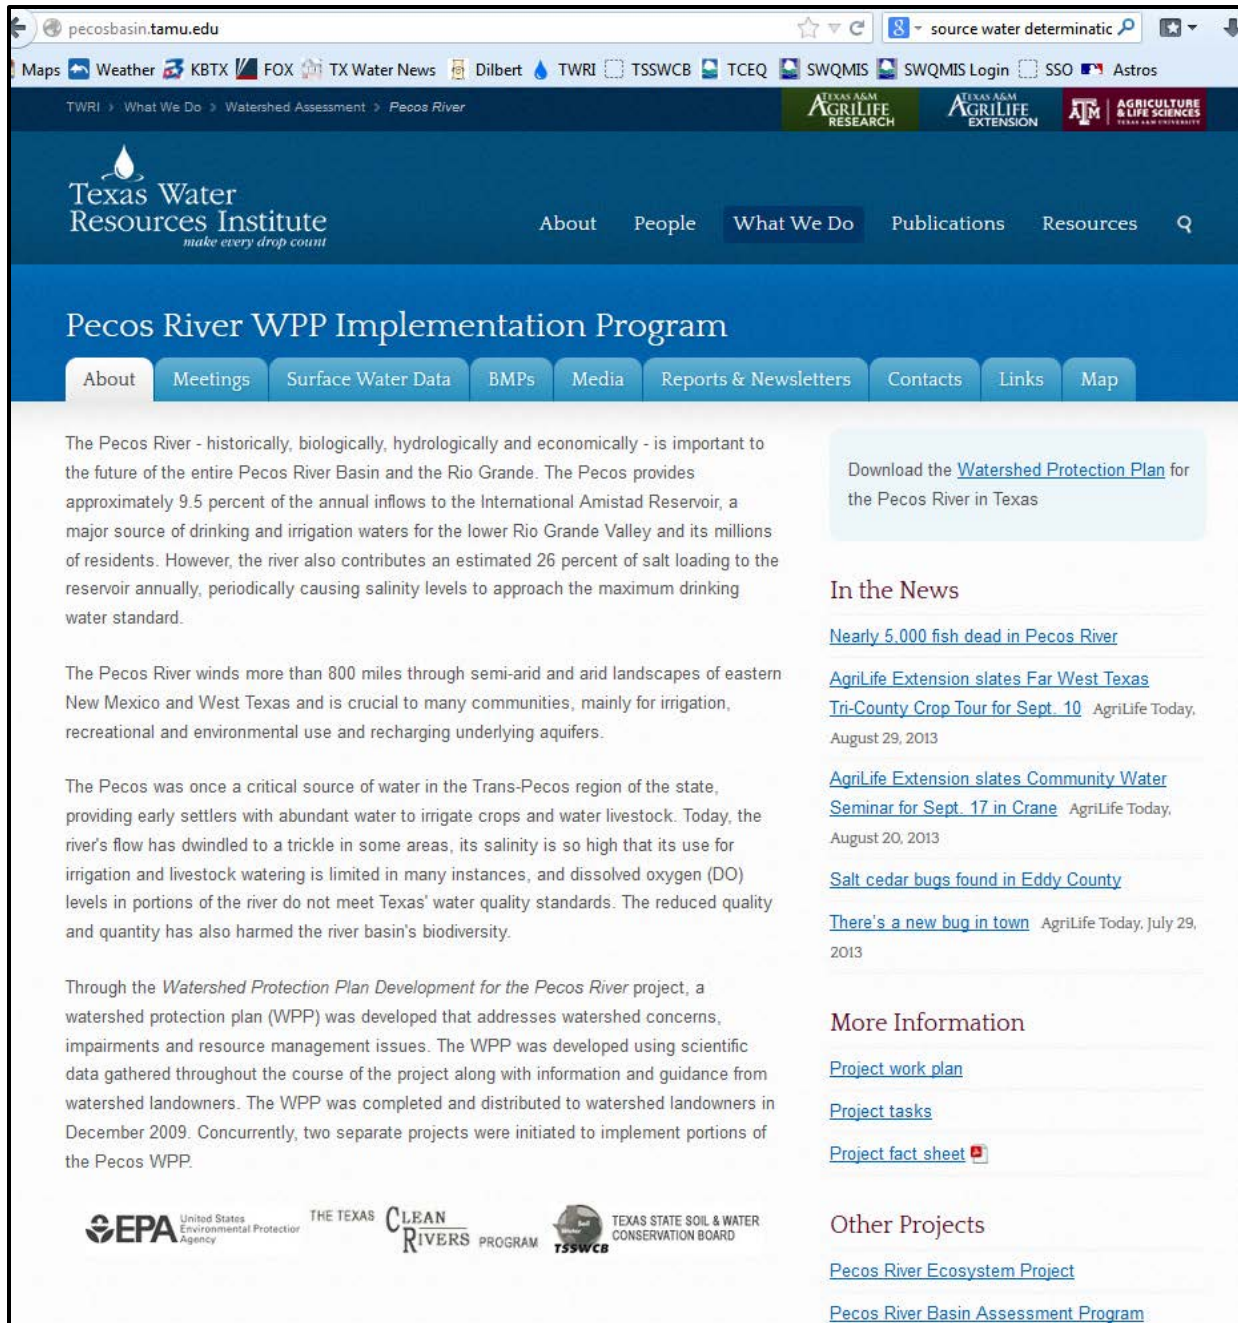 pecosbasin.tamu.edu
8 source water determinatic
Maps Weather KBTX FOX TX Water News Dilbert TWRI TSSWCB TCEQ SWQMIS SWQMIS Login SSO Astros
TWRI > What We Do > Watershed Assessment > Pecos River
TEXAS A&M AGRILIFE RESEARCH
TEXAS A&M AGRILIFE EXTENSION
ATM AGRICULTURE & LIFE SCIENCES TEXAS A&M UNIVERSITY
Texas Water
Resources Institute
make every drop count
About People What We Do Publications Resources
Pecos River WPP Implementation Program
About Meetings Surface Water Data BMPs Media Reports & Newsletters Contacts Links Map
The Pecos River - historically, biologically, hydrologically and economically - is important to
the future of the entire Pecos River Basin and the Rio Grande. The Pecos provides
approximately 9.5 percent of the annual inflows to the International Amistad Reservoir, a
major source of drinking and irrigation waters for the lower Rio Grande Valley and its millions
of residents. However, the river also contributes an estimated 26 percent of salt loading to the
reservoir annually, periodically causing salinity levels to approach the maximum drinking
water standard.
The Pecos River winds more than 800 miles through semi-arid and arid landscapes of eastern
New Mexico and West Texas and is crucial to many communities, mainly for irrigation,
recreational and environmental use and recharging underlying aquifers.
The Pecos was once a critical source of water in the Trans-Pecos region of the state,
providing early settlers with abundant water to irrigate crops and water livestock. Today, the
river's flow has dwindled to a trickle in some areas, its salinity is so high that its use for
irrigation and livestock watering is limited in many instances, and dissolved oxygen (DO)
levels in portions of the river do not meet Texas' water quality standards. The reduced quality
and quantity has also harmed the river basin's biodiversity.
Through the Watershed Protection Plan Development for the Pecos River project, a
watershed protection plan (WPP) was developed that addresses watershed concerns,
impairments and resource management issues. The WPP was developed using scientific
data gathered throughout the course of the project along with information and guidance from
watershed landowners. The WPP was completed and distributed to watershed landowners in
December 2009. Concurrently, two separate projects were initiated to implement portions of
the Pecos WPP.
EPA United States
Environmental Protection
Agency
THE TEXAS CLEAN
RIVERS PROGRAM
TSSWCB
TEXAS STATE SOIL & WATER
CONSERVATION BOARD
Download the Watershed Protection Plan for
the Pecos River in Texas
In the News
Nearly 5,000 fish dead in Pecos River
AgriLife Extension slates Far West Texas
Tri-County Crop Tour for Sept. 10 AgriLife Today,
August 29, 2013
AgriLife Extension slates Community Water
Seminar for Sept. 17 in Crane AgriLife Today,
August 20, 2013
Salt cedar bugs found in Eddy County
There's a new bug in town AgriLife Today, July 29,
2013
More Information
Project work plan
Project tasks
Project fact sheet
Other Projects
Pecos River Ecosystem Project
Pecos River Basin Assessment Program